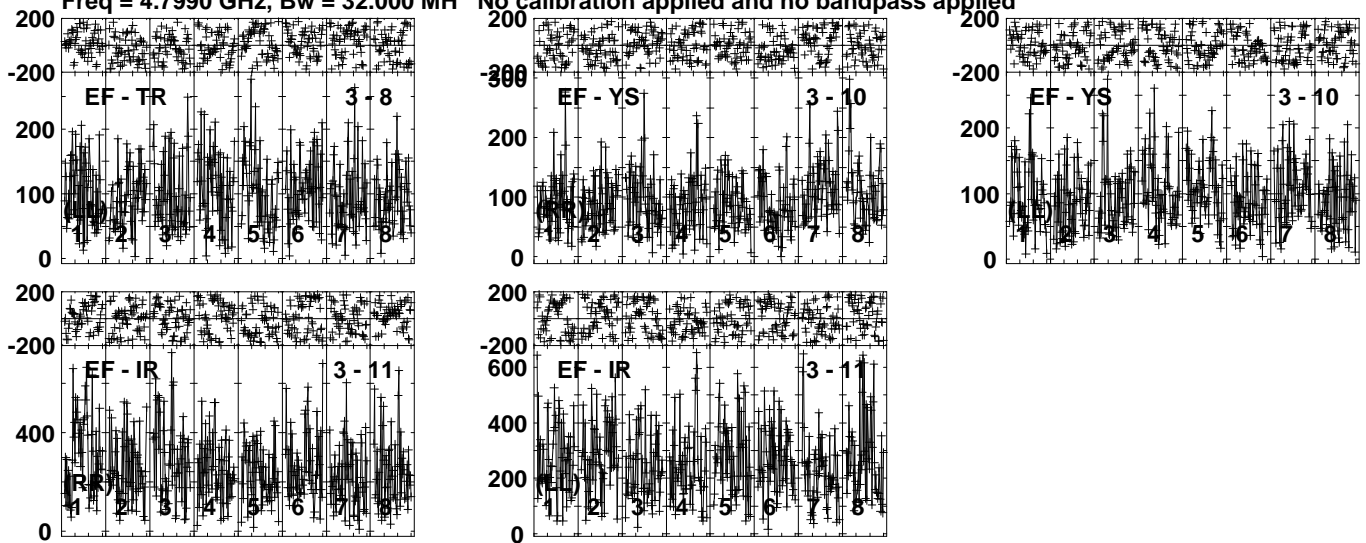 Freq = 4.7990 GHz, Bw = 32.000 MH No calibration applied and no bandpass applied
200
-200
EF - TR 3 - 8
200
100
0
(LL)
1 2 3 4 5 6 7 8
200
-200
300
EF - YS 3 - 10
200
100
0
(RR)
1 2 3 4 5 6 7 8
200
-200
EF - YS 3 - 10
200
100
0
(LL)
1 2 3 4 5 6 7 8
200
-200
EF - IR 3 - 11
400
0
(RR)
1 2 3 4 5 6 7 8
200
-200
600
EF - IR 3 - 11
400
200
0
(LL)
1 2 3 4 5 6 7 8